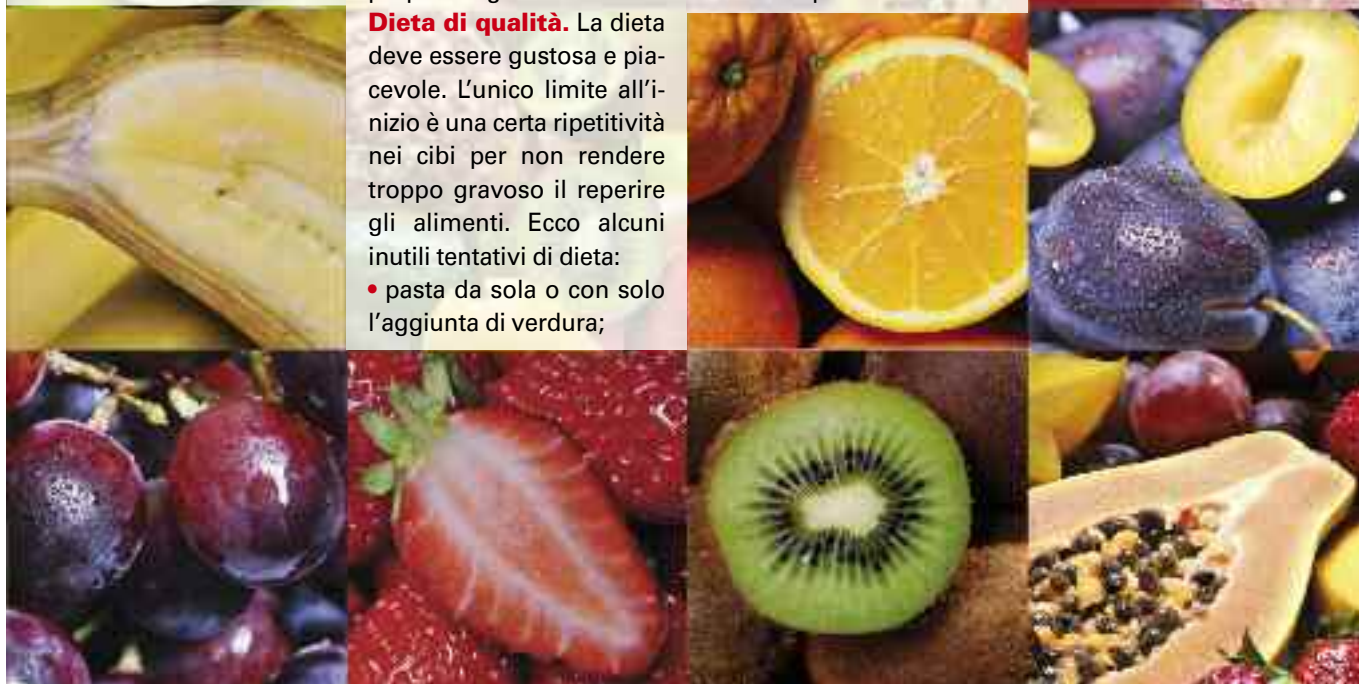 Dieta di qualità. La dieta
deve essere gustosa e pia-
cevole. L'unico limite all'i-
nizio è una certa ripetitività
nei cibi per non rendere
troppo gravoso il reperire
gli alimenti. Ecco alcuni
inutili tentativi di dieta:
• pasta da sola o con solo
l'aggiunta di verdura;